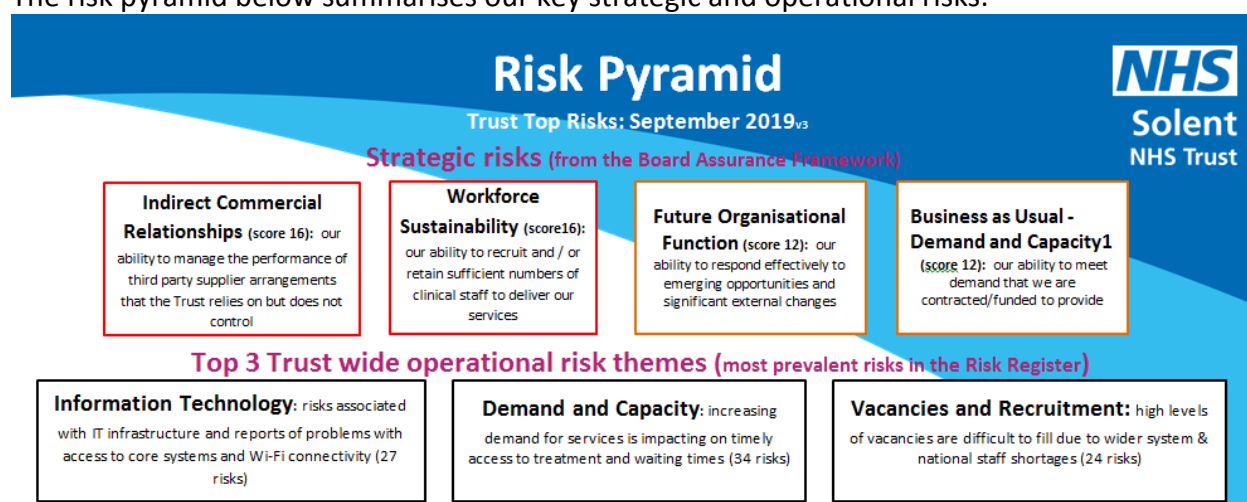 The risk pyramid below summarises our key strategic and operational risks.
Risk Pyramid
NHS
Solent
NHS Trust
Trust Top Risks: September 2019v3
Strategic risks (from the Board Assurance Framework)
Indirect Commercial
Relationships (score 16): our
ability to manage the performance of
third party supplier arrangements
that the Trust relies on but does not
control
Workforce
Sustainability (score16):
our ability to recruit and / or
retain sufficient numbers of
clinical staff to deliver our
services
Future Organisational
Function (score 12): our
ability to respond effectively to
emerging opportunities and
significant external changes
Business as Usual -
Demand and Capacity1
(score 12): our ability to meet
demand that we are
contracted/funded to provide
Top 3 Trust wide operational risk themes (most prevalent risks in the Risk Register)
Information Technology: risks associated
with IT infrastructure and reports of problems with
access to core systems and Wi-Fi connectivity (27
risks)
Demand and Capacity: increasing
demand for services is impacting on timely
access to treatment and waiting times (34 risks)
Vacancies and Recruitment: high levels
of vacancies are difficult to fill due to wider system &
national staff shortages (24 risks)